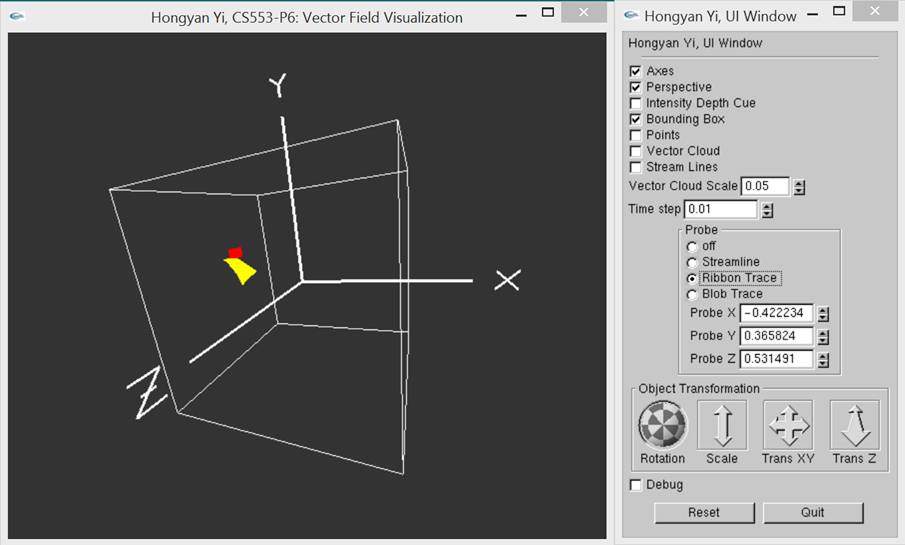 Hongyan Yi, CS553-P6: Vector Field Visualization
Y
X
Z
Hongyan Yi, UI Window
Hongyan Yi, UI Window
Axes
Perspective
Intensity Depth Cue
Bounding Box
Points
Vector Cloud
Stream Lines
Vector Cloud Scale 0.05
Time step 0.01
Probe
off
Streamline
Ribbon Trace
Blob Trace
Probe X -0.422234
Probe Y 0.365824
Probe Z 0.531491
Object Transformation
Rotation Scale Trans XY Trans Z
Debug
Reset Quit